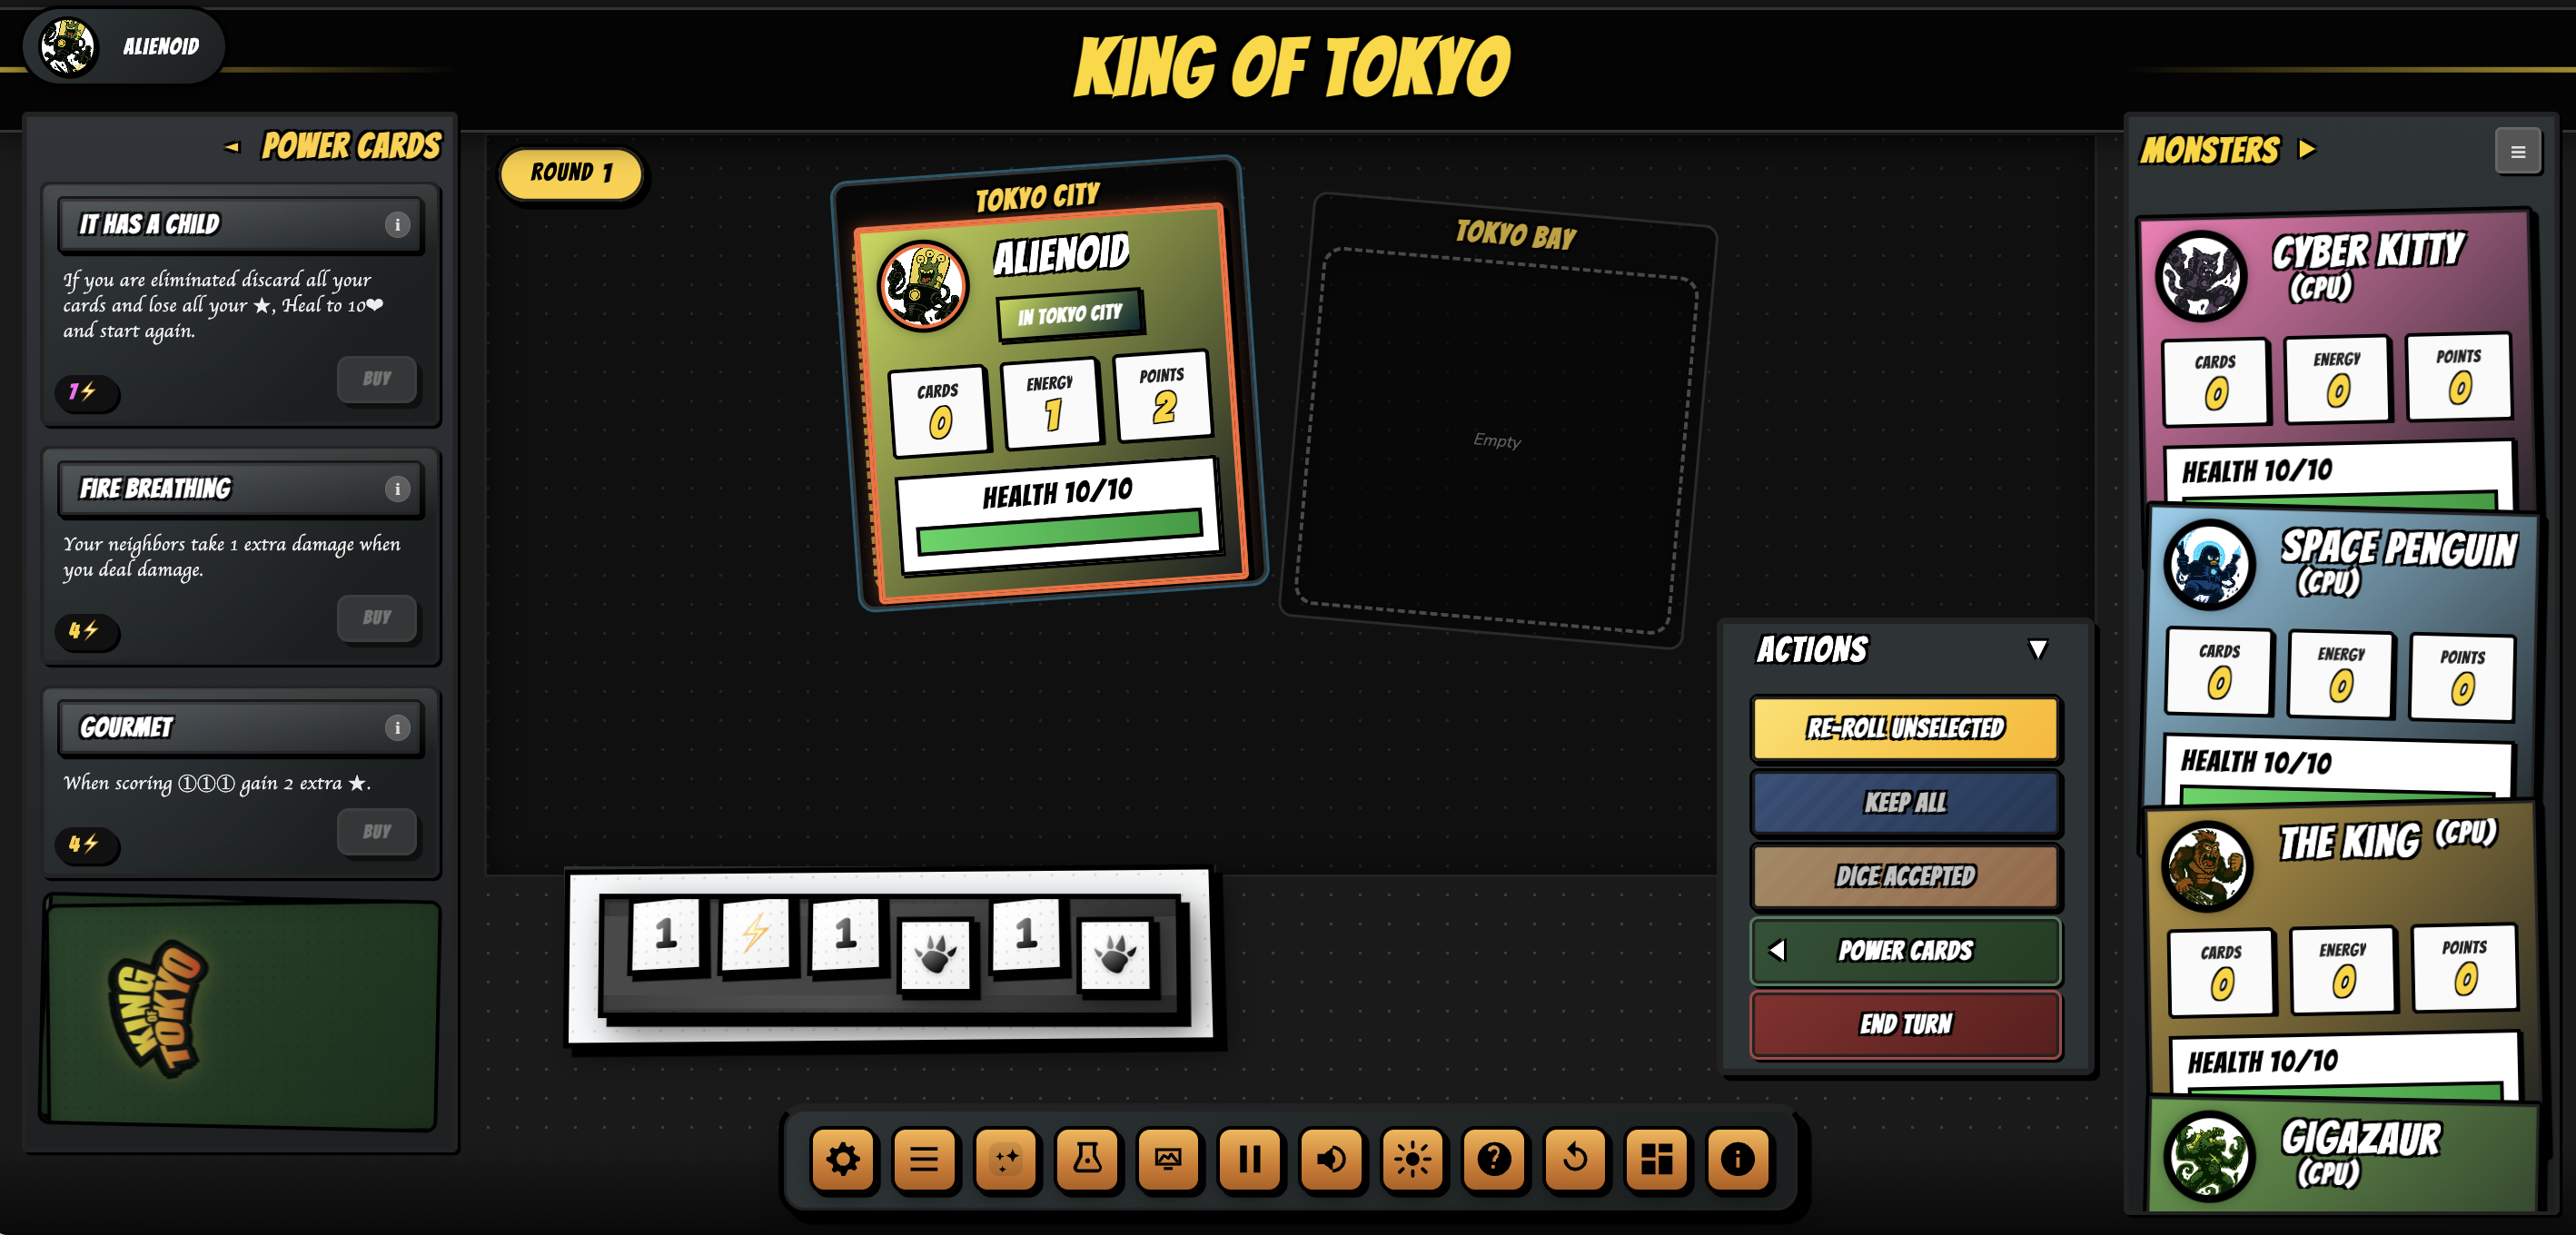 ALIENOID
KING OF TOKYO
POWER CARDS
IT HAS A CHILD
If you are eliminated discard all your
cards and lose all your ★, Heal to 10❤
and start again.
7⚡
BUY
FIRE BREATHING
Your neighbors take 1 extra damage when
you deal damage.
4⚡
BUY
GOURMET
When scoring ①①① gain 2 extra ★.
4⚡
BUY
KING OF TOKYO
ROUND 1
TOKYO CITY
ALIENOID
IN TOKYO CITY
CARDS
0
ENERGY
1
POINTS
2
HEALTH 10/10
TOKYO BAY
Empty
1
1
1
ACTIONS
RE-ROLL UNSELECTED
KEEP ALL
DICE ACCEPTED
POWER CARDS
END TURN
MONSTERS
CYBER KITTY
(CPU)
CARDS
0
ENERGY
0
POINTS
0
HEALTH 10/10
SPACE PENGUIN
(CPU)
CARDS
0
ENERGY
0
POINTS
0
HEALTH 10/10
THE KING (CPU)
CARDS
0
ENERGY
0
POINTS
0
HEALTH 10/10
GIGAZAUR
(CPU)